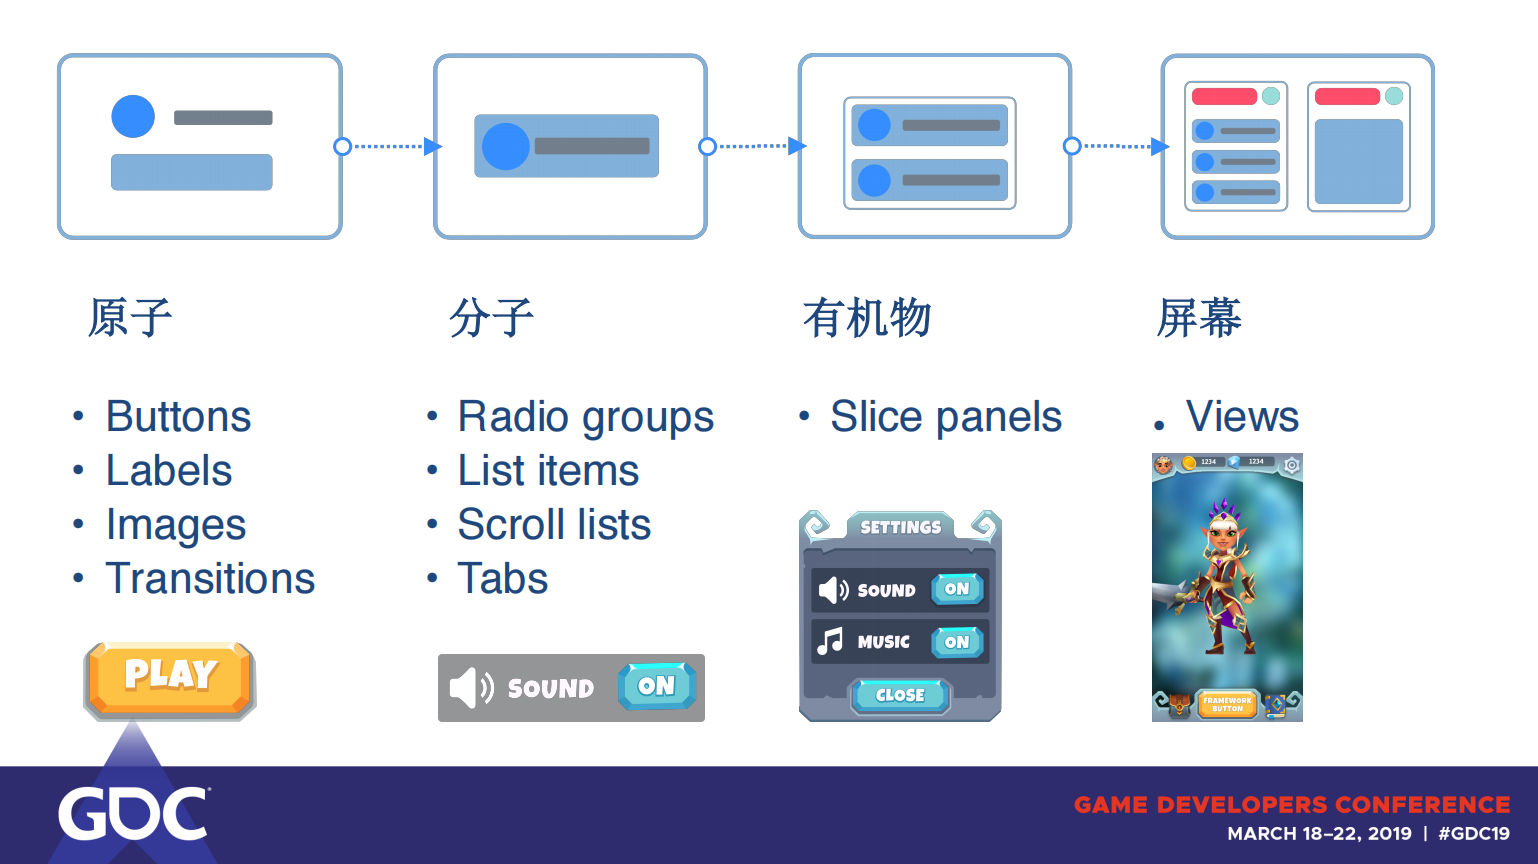 原子
分子
有机物
屏幕
• Buttons
• Labels
• Images
• Transitions
PLAY
• Radio groups
• List items
• Scroll lists
• Tabs
SOUND ON
• Slice panels
SETTINGS
SOUND ON
MUSIC ON
CLOSE
• Views
1234 1234
FRAMEWORK
BUTTON
GDC
GAME DEVELOPERS CONFERENCE
MARCH 18–22, 2019 | #GDC19